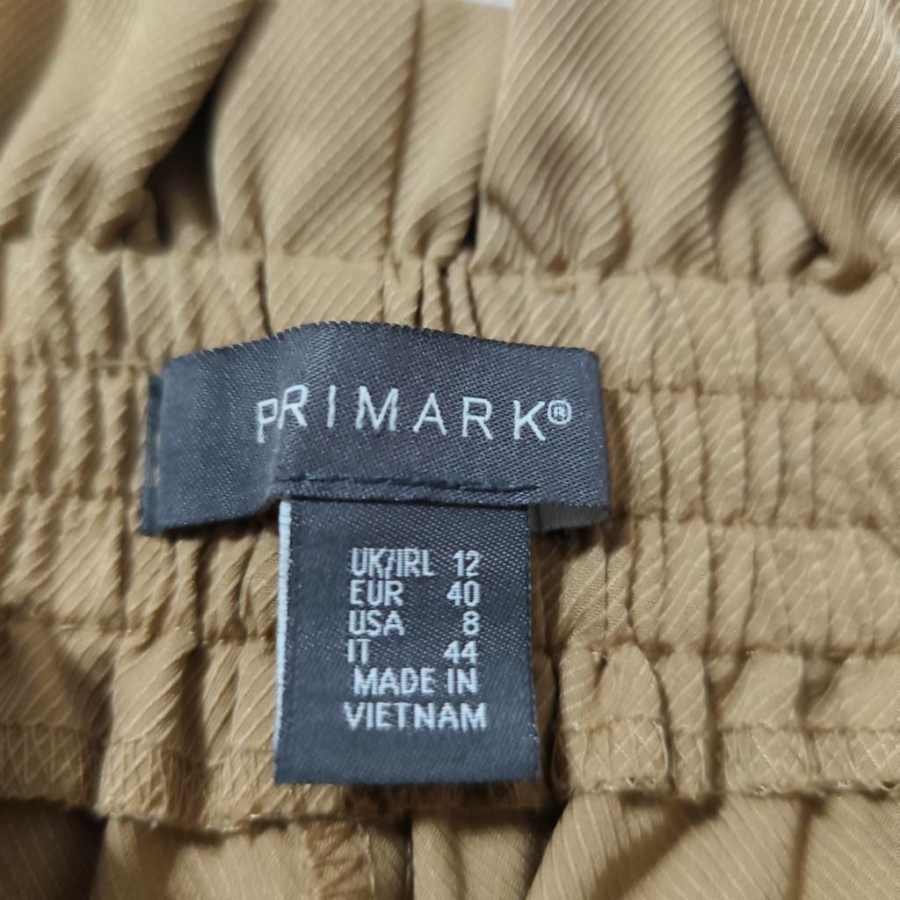 PRIMARK®
UK/IRL 12
EUR 40
USA 8
IT 44
MADE IN
VIETNAM